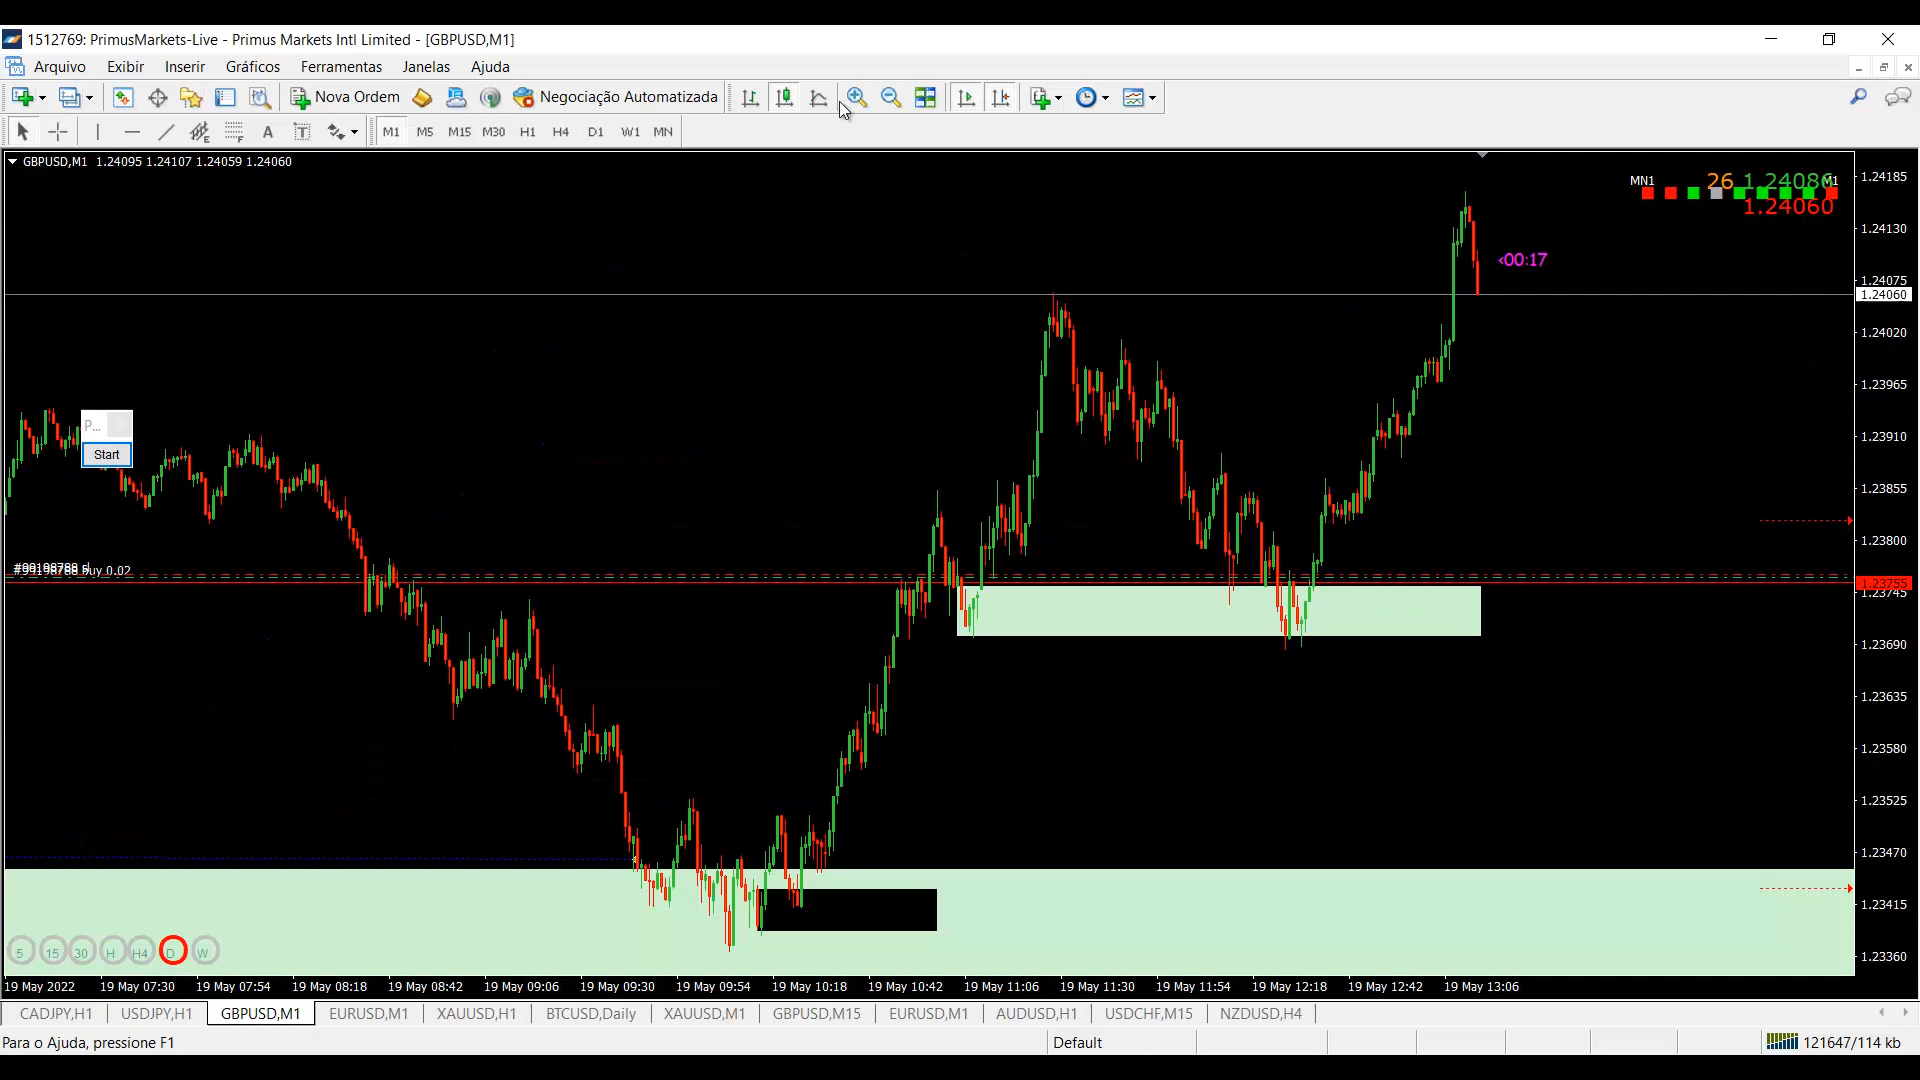 1512769: PrimusMarkets-Live - Primus Markets Intl Limited - [GBPUSD,M1]
Arquivo Exibir Inserir Gráficos Ferramentas Janelas Ajuda
Nova Ordem Negociação Automatizada
A T M1 M5 M15 M30 H1 H4 D1 W1 MN
GBPUSD,M1 1.24095 1.24107 1.24059 1.24060
MN1 26 1.24086 M1
1.24060
<00:17
1.24185
1.24130
1.24075
1.24060
1.24020
1.23965
1.23910
1.23855
1.23800
1.23755
1.23745
1.23690
1.23635
1.23580
1.23525
1.23470
1.23415
1.23360
P...
Start
#99198788 buy 0.02
5 15 30 H H4 D W
19 May 2022 19 May 07:30 19 May 07:54 19 May 08:18 19 May 08:42 19 May 09:06 19 May 09:30 19 May 09:54 19 May 10:18 19 May 10:42 19 May 11:06 19 May 11:30 19 May 11:54 19 May 12:18 19 May 12:42 19 May 13:06
CADJPY,H1 USDJPY,H1 GBPUSD,M1 EURUSD,M1 XAUUSD,H1 BTCUSD,Daily XAUUSD,M1 GBPUSD,M15 EURUSD,M1 AUDUSD,H1 USDCHF,M15 NZDUSD,H4
Para o Ajuda, pressione F1 Default 121647/114 kb